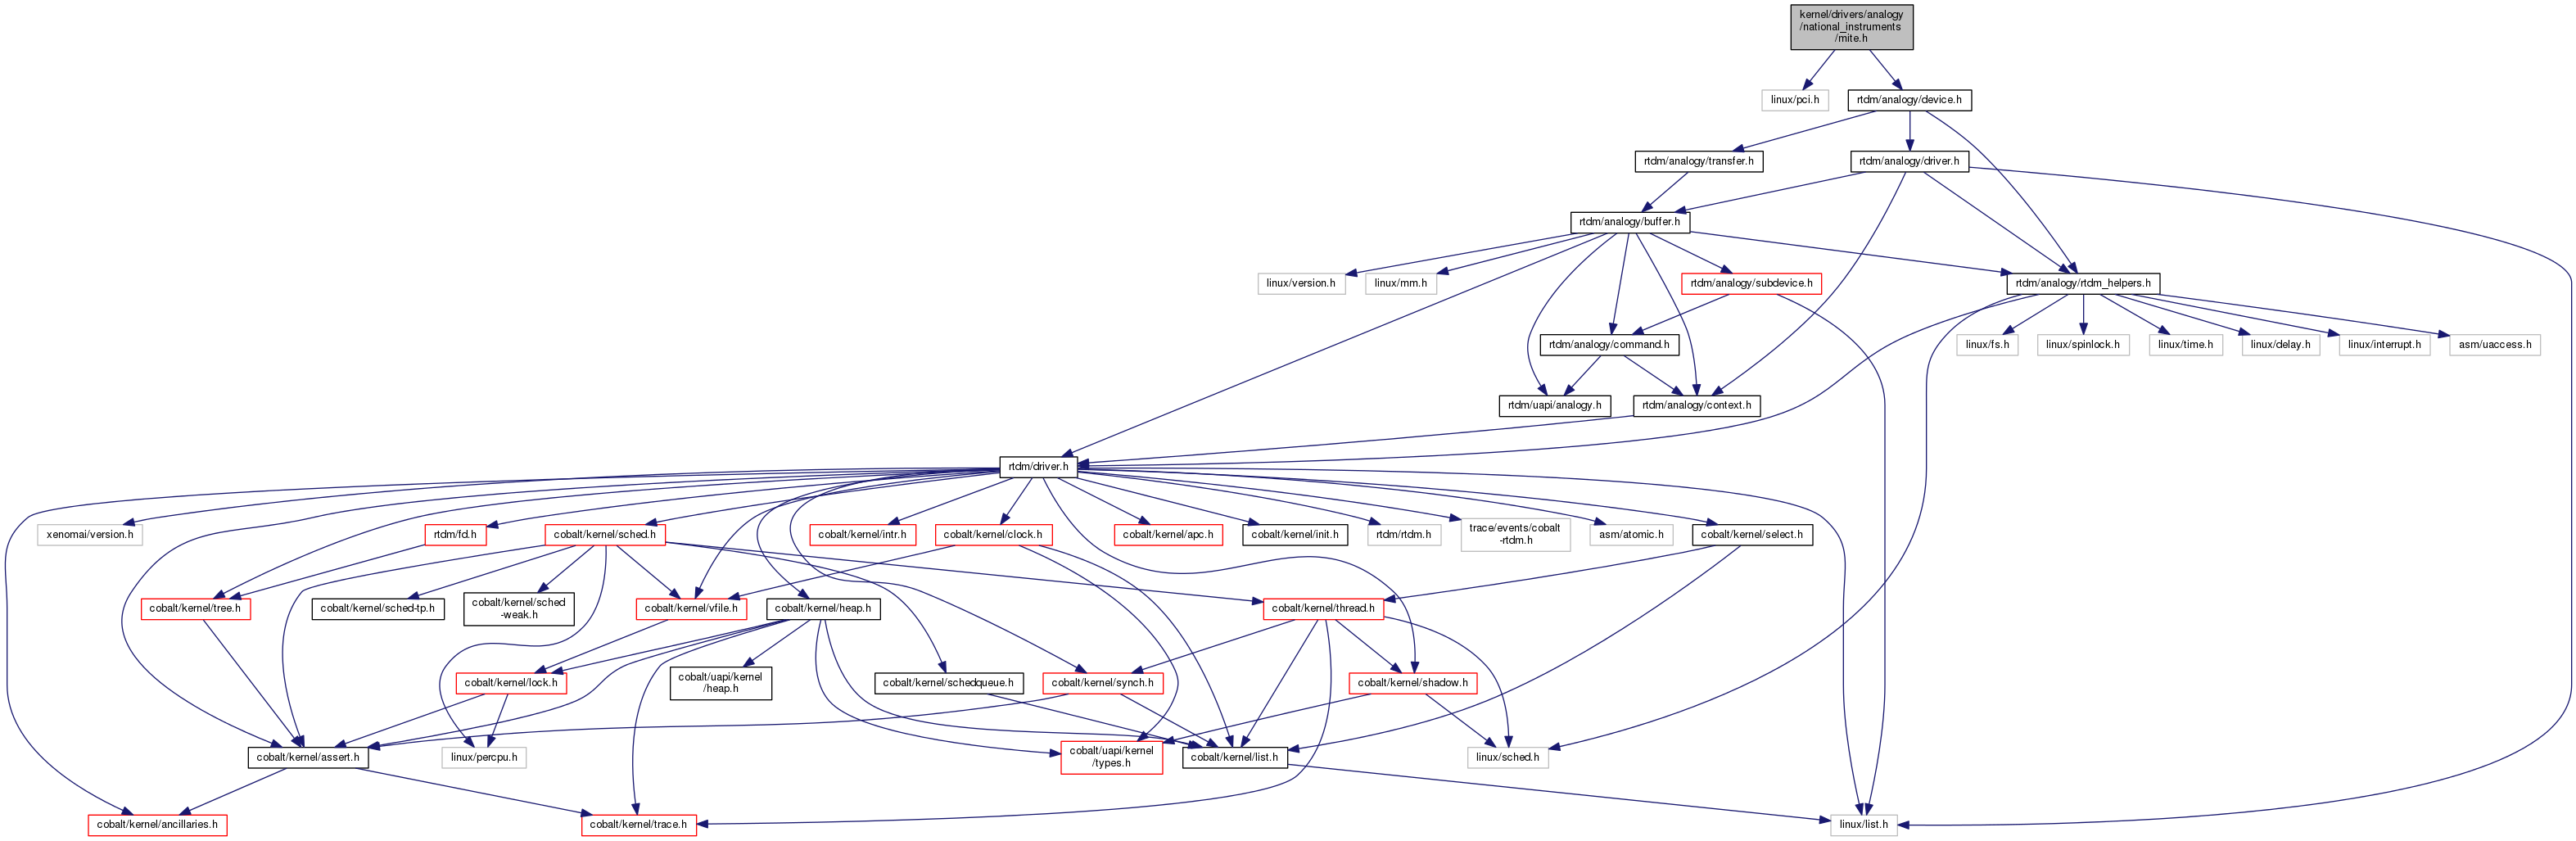 kernel/drivers/analogy
/national_instruments
/mite.h
linux/pci.h
rtdm/analogy/device.h
rtdm/analogy/transfer.h
rtdm/analogy/driver.h
rtdm/analogy/buffer.h
linux/version.h
linux/mm.h
rtdm/analogy/subdevice.h
rtdm/analogy/rtdm_helpers.h
rtdm/analogy/command.h
linux/fs.h
linux/spinlock.h
linux/time.h
linux/delay.h
linux/interrupt.h
asm/uaccess.h
rtdm/uapi/analogy.h
rtdm/analogy/context.h
rtdm/driver.h
xenomai/version.h
rtdm/fd.h
cobalt/kernel/sched.h
cobalt/kernel/intr.h
cobalt/kernel/clock.h
cobalt/kernel/apc.h
cobalt/kernel/init.h
rtdm/rtdm.h
trace/events/cobalt
-rtdm.h
asm/atomic.h
cobalt/kernel/select.h
cobalt/kernel/tree.h
cobalt/kernel/sched-tp.h
cobalt/kernel/sched
-weak.h
cobalt/kernel/vfile.h
cobalt/kernel/heap.h
cobalt/kernel/thread.h
cobalt/kernel/lock.h
cobalt/uapi/kernel
/heap.h
cobalt/kernel/schedqueue.h
cobalt/kernel/synch.h
cobalt/kernel/shadow.h
cobalt/kernel/assert.h
linux/percpu.h
cobalt/uapi/kernel
/types.h
cobalt/kernel/list.h
linux/sched.h
cobalt/kernel/ancillaries.h
cobalt/kernel/trace.h
linux/list.h